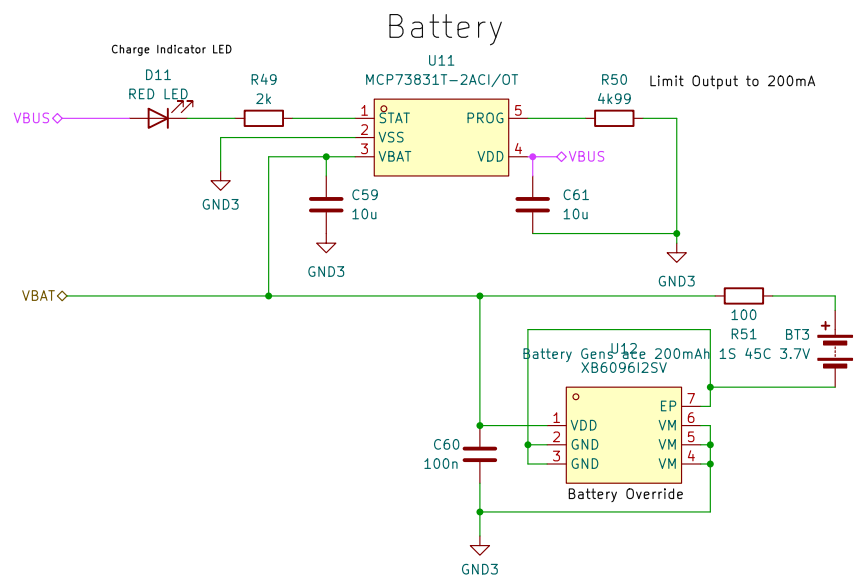 Battery
Charge Indicator LED
U11
MCP73831T-2ACI/OT
D11
RED LED
R49
2k
R50
4k99
Limit Output to 200mA
VBUS
1
STAT
PROG
5
2
VSS
3
VBAT
VDD
4
VBUS
GND3
C59
10u
C61
10u
GND3
GND3
VBAT
100
R51
BT3
U12
Battery Gens ace 200mAh 1S 45C 3.7V
XB6096I2SV
EP
7
1
VDD
VM
6
2
GND
VM
5
3
GND
VM
4
C60
100n
Battery Override
GND3